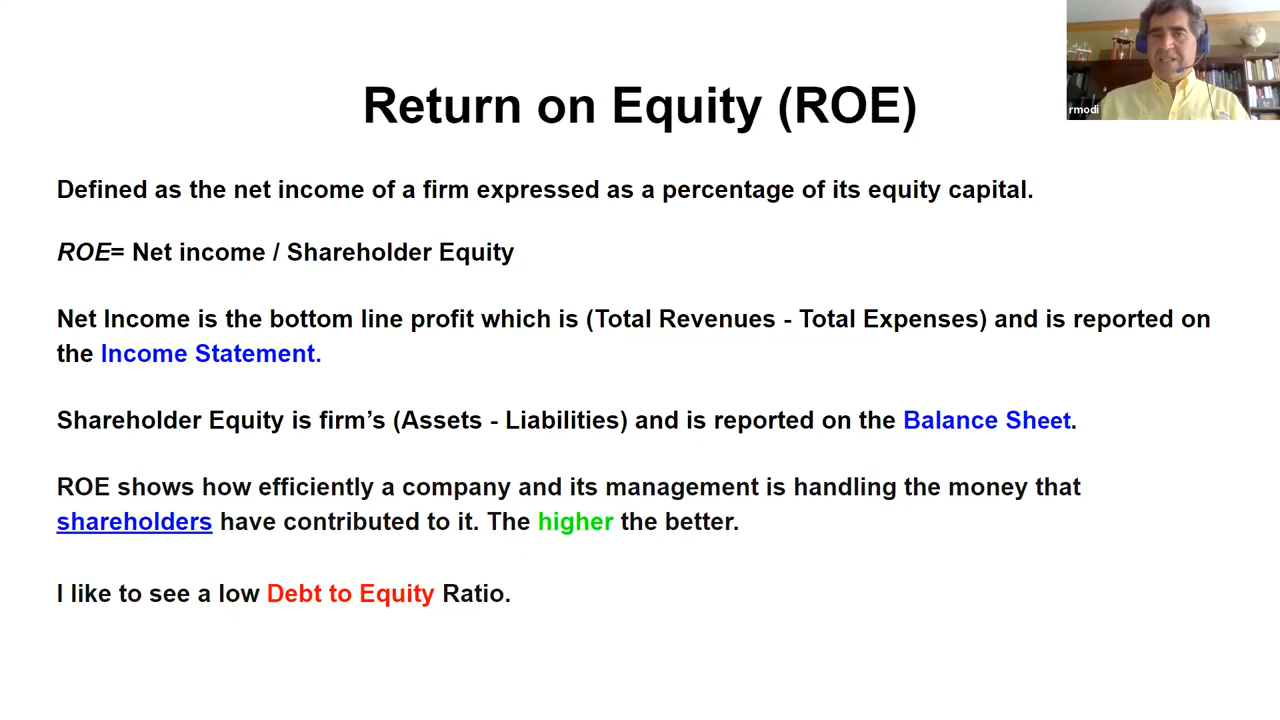 Return on Equity (ROE)
rmodi
Defined as the net income of a firm expressed as a percentage of its equity capital.
ROE= Net income / Shareholder Equity
Net Income is the bottom line profit which is (Total Revenues - Total Expenses) and is reported on
the Income Statement.
Shareholder Equity is firm’s (Assets - Liabilities) and is reported on the Balance Sheet.
ROE shows how efficiently a company and its management is handling the money that
shareholders have contributed to it. The higher the better.
I like to see a low Debt to Equity Ratio.